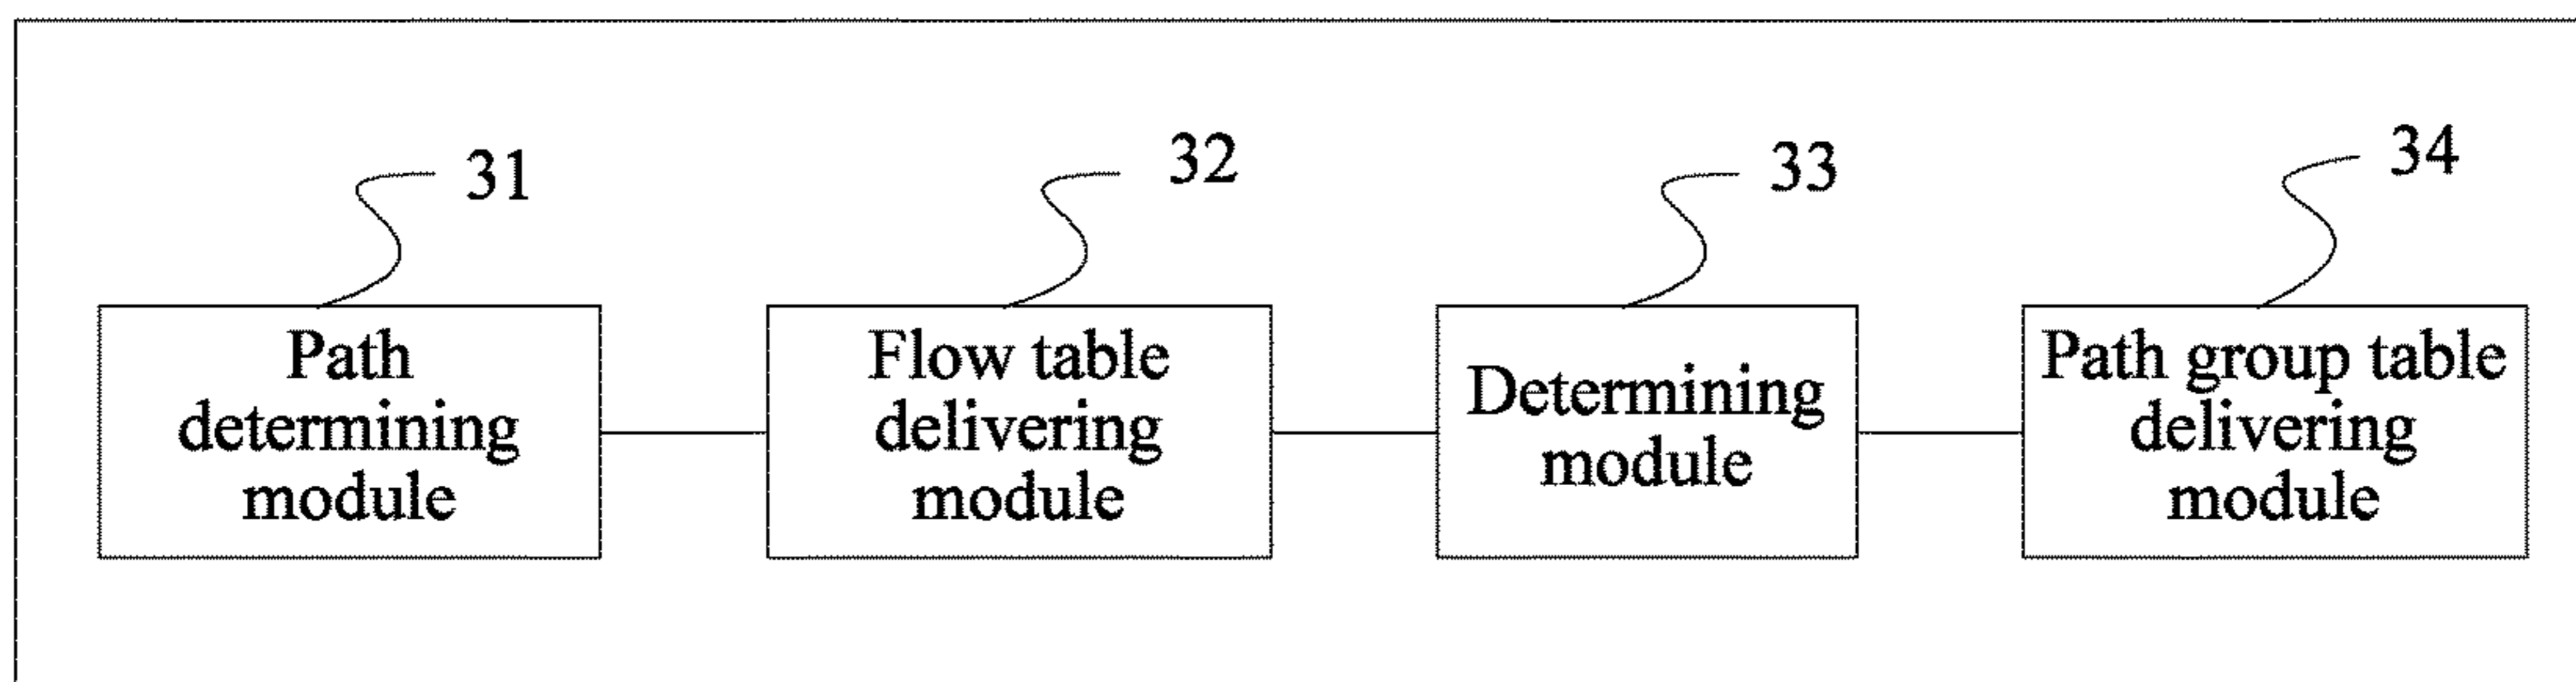 31
32
33
34
Path
determining
module
Flow table
delivering
module
Determining
module
Path group table
delivering
module